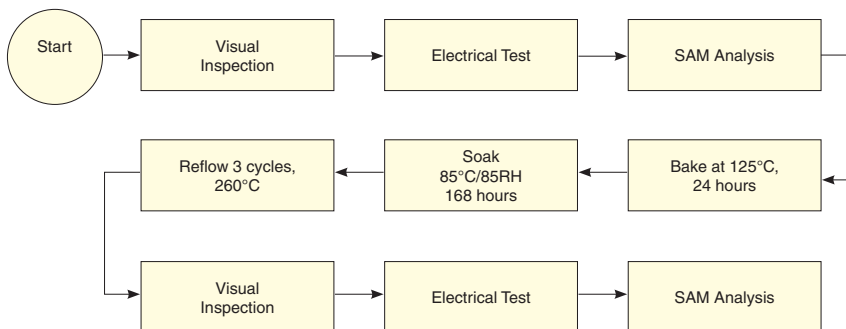 Start
Visual
Inspection
Electrical Test
SAM Analysis
Bake at 125°C,
24 hours
Soak
85°C/85RH
168 hours
Reflow 3 cycles,
260°C
Visual
Inspection
Electrical Test
SAM Analysis